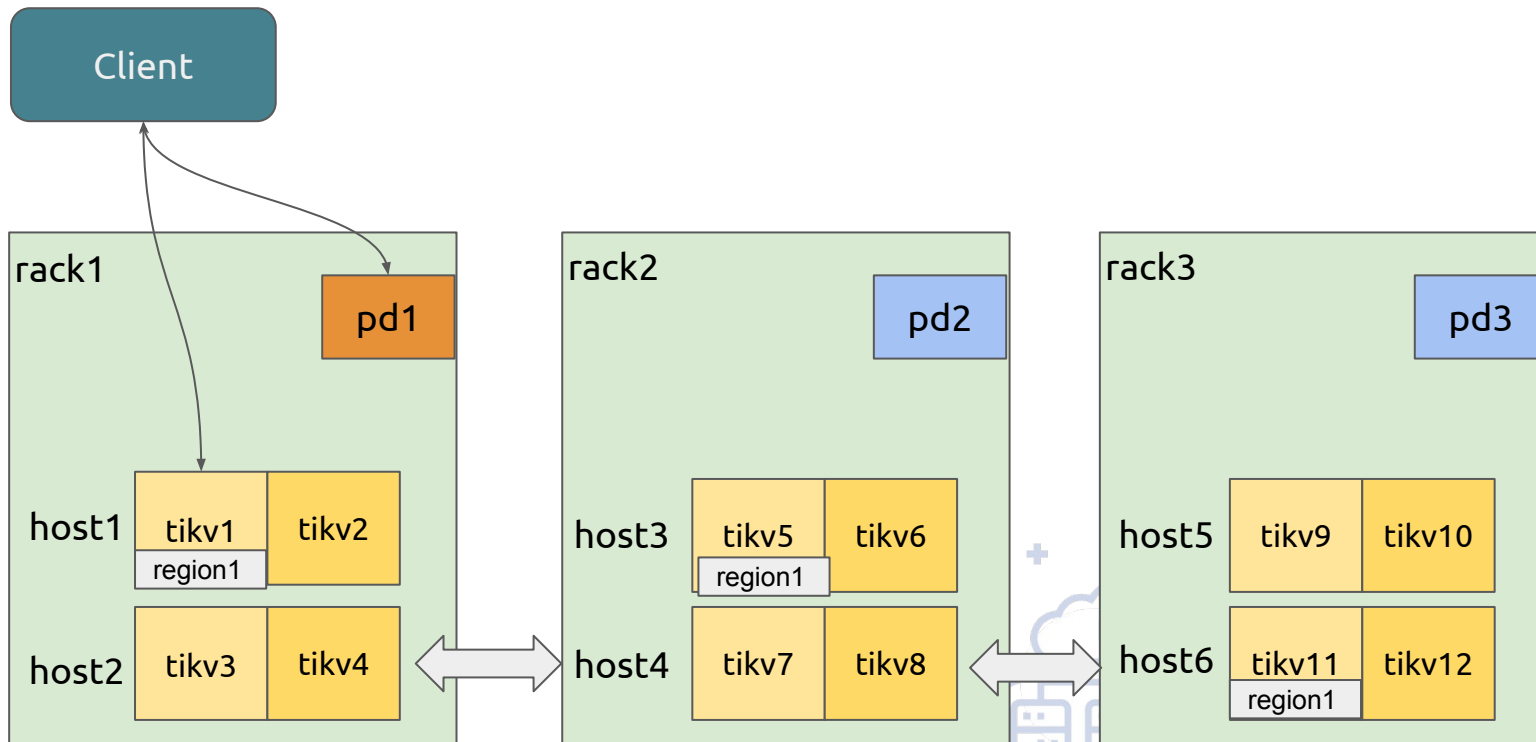 Client
rack1
pd1
host1
tikv1
tikv2
region1
host2
tikv3
tikv4
rack2
pd2
host3
tikv5
tikv6
region1
host4
tikv7
tikv8
rack3
pd3
host5
tikv9
tikv10
host6
tikv11
tikv12
region1